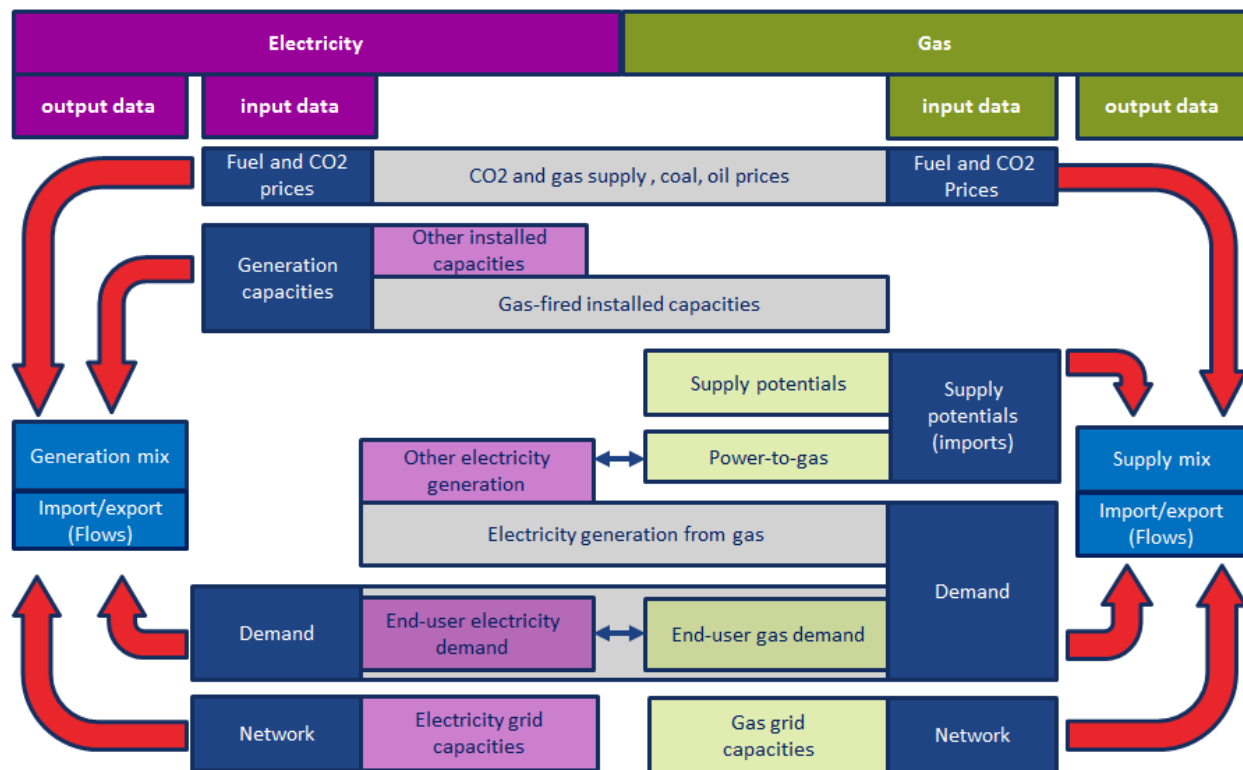 Electricity
Gas
output data
input data
input data
output data
Fuel and CO2
prices
CO2 and gas supply , coal, oil prices
Fuel and CO2
Prices
Generation
capacities
Other installed
capacities
Gas-fired installed capacities
Supply potentials
Supply
potentials
(imports)
Generation mix
Import/export
(Flows)
Other electricity
generation
Power-to-gas
Supply mix
Import/export
(Flows)
Electricity generation from gas
Demand
Demand
End-user electricity
demand
End-user gas demand
Network
Electricity grid
capacities
Gas grid
capacities
Network